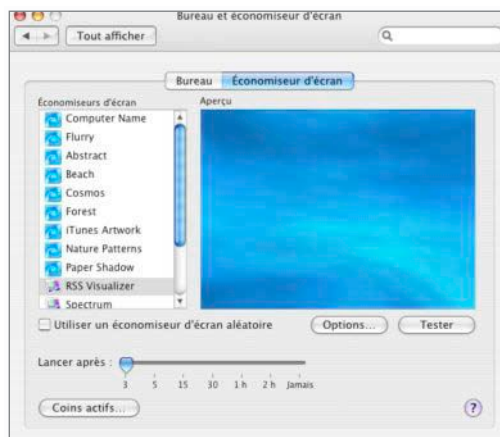 Bureau et économiseur d'écran
Tout afficher
Bureau Économiseur d'écran
Économiseurs d'écran
Aperçu
Computer Name
Flurry
Abstract
Beach
Cosmos
Forest
iTunes Artwork
Nature Patterns
Paper Shadow
RSS Visualizer
Spectrum
Utiliser un économiseur d'écran aléatoire
Options...
Tester
Lancer après :
3 5 15 30 1 h 2 h Jamais
Coins actifs...
?